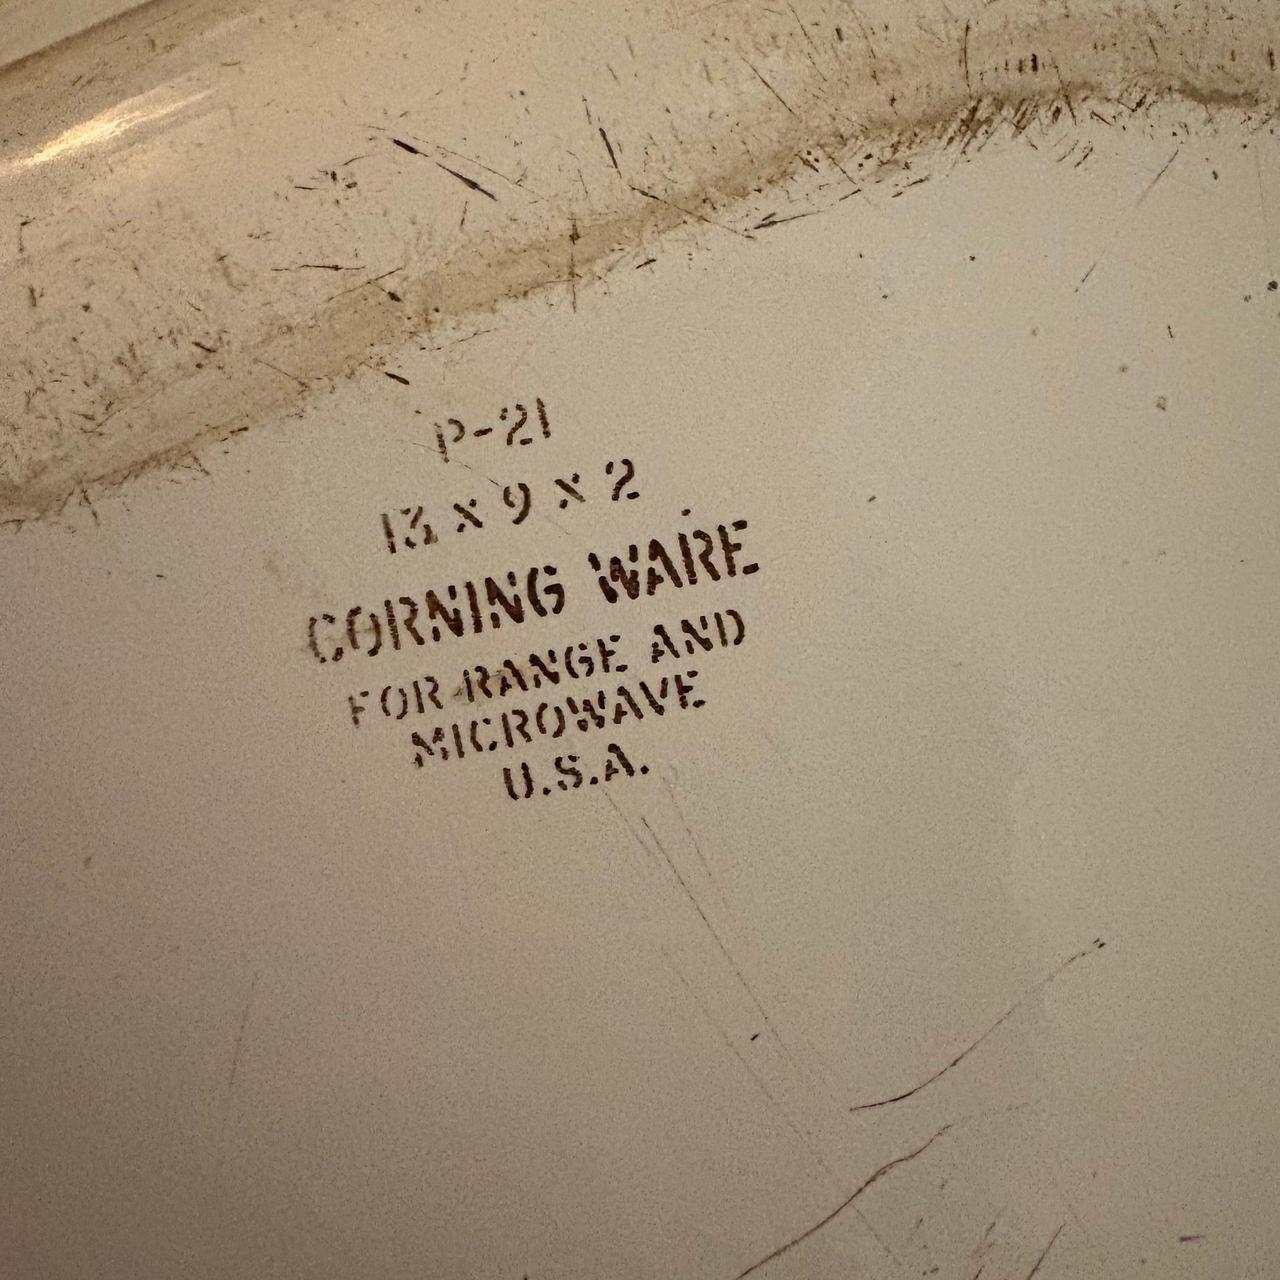 P-21
13 x 9 x 2
CORNING WARE
FOR RANGE AND
MICROWAVE
U.S.A.